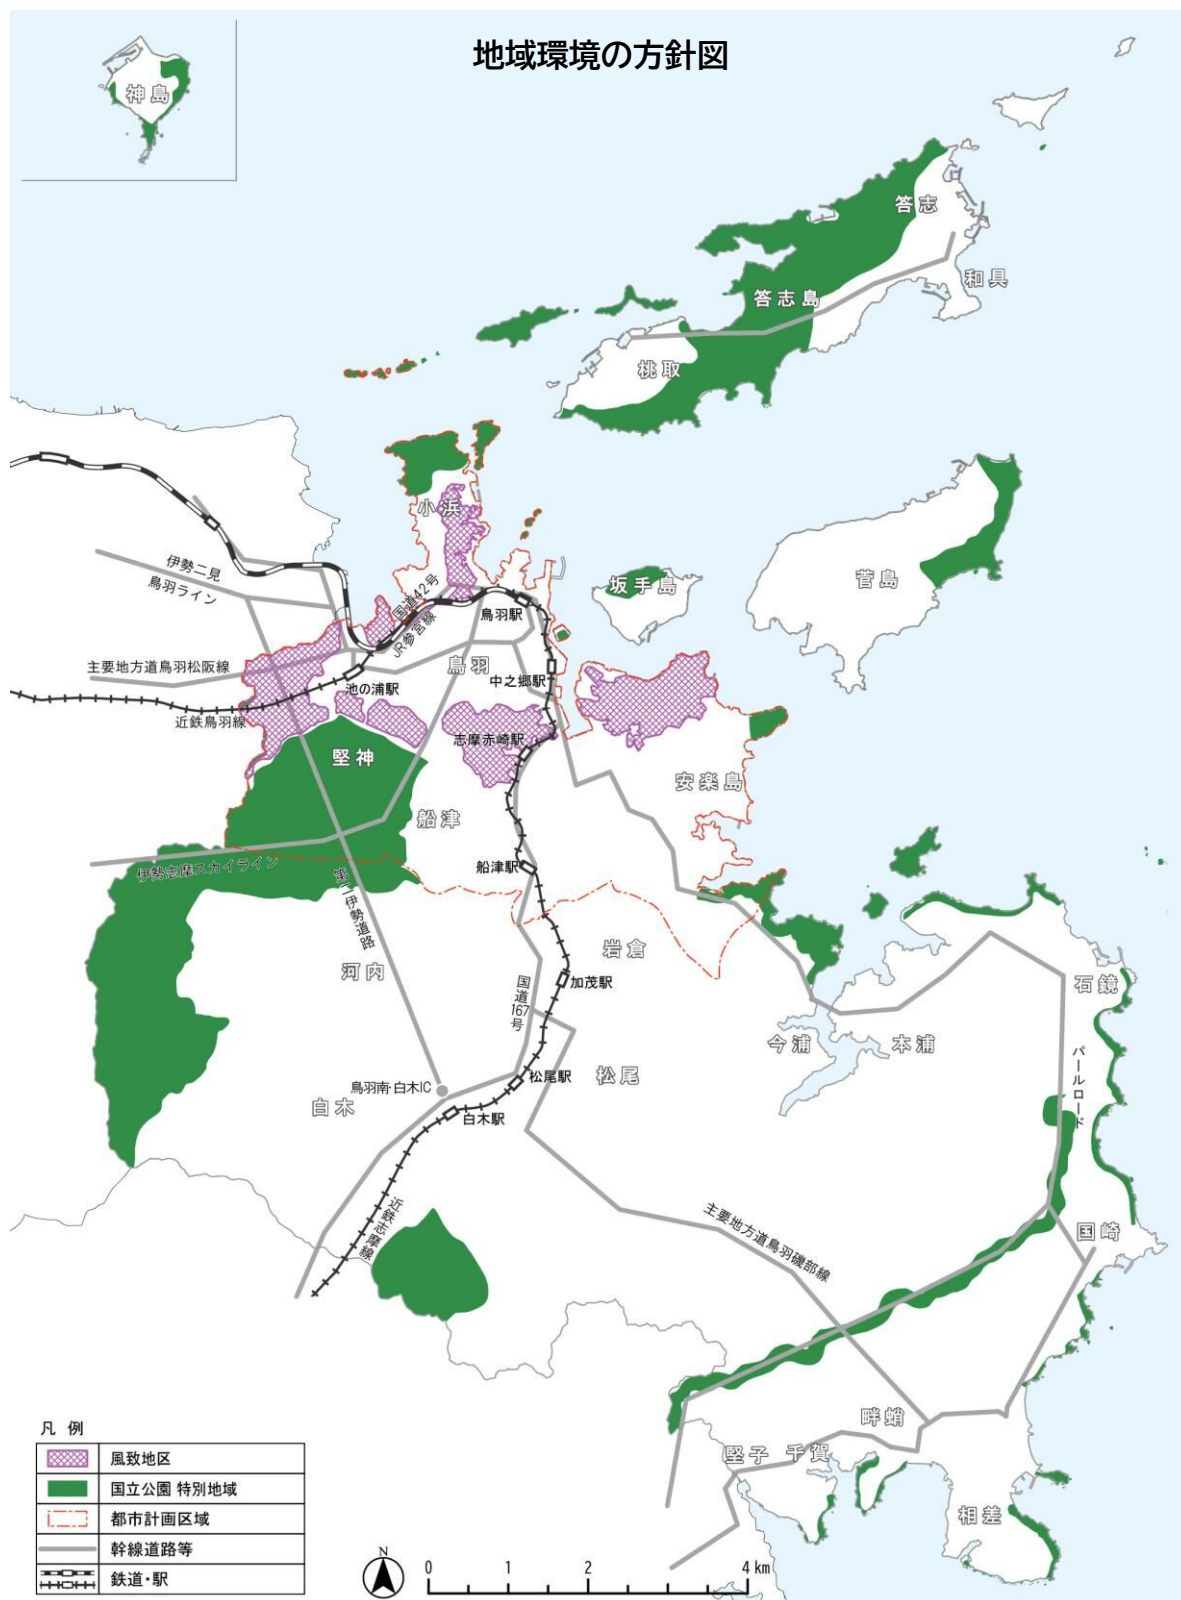 地域環境の方針図
神島
答志
和具
答志島
桃取
小浜
伊勢二見
鳥羽ライン
国道42号
JR参宮線
鳥羽駅
坂手島
菅島
主要地方道鳥羽松阪線
鳥羽
中之郷駅
池の浦駅
近鉄鳥羽線
志摩赤崎駅
堅神
安楽島
船津
船津駅
伊勢志摩スカイライン
第二伊勢道路
岩倉
河内
加茂駅
国道167号
石鏡
今浦
本浦
パールロード
松尾駅
松尾
鳥羽南・白木IC
白木
白木駅
近鉄志摩線
主要地方道鳥羽磯部線
国崎
畔蛸
堅子
千賀
相差
凡例
風致地区
国立公園 特別地域
都市計画区域
幹線道路等
鉄道・駅
N
0 1 2 4 km